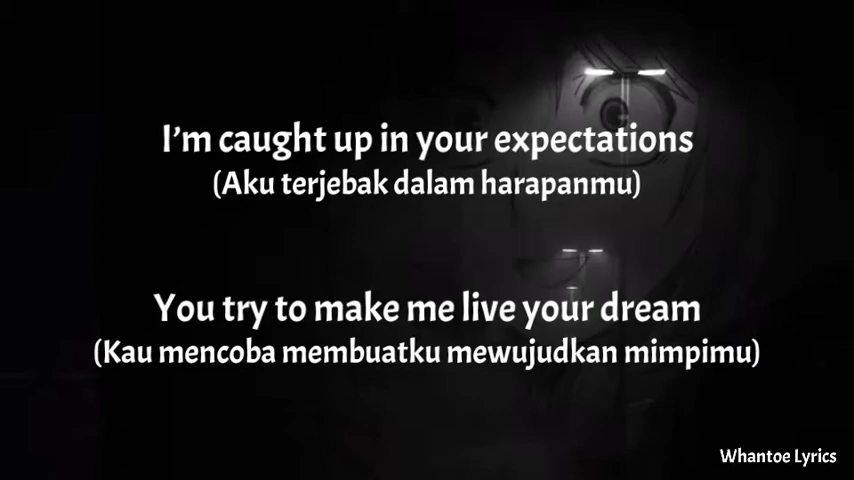 I'm caught up in your expectations
(Aku terjebak dalam harapanmu)
You try to make me live your dream
(Kau mencoba membuatku mewujudkan mimpimu)
Whantoe Lyrics